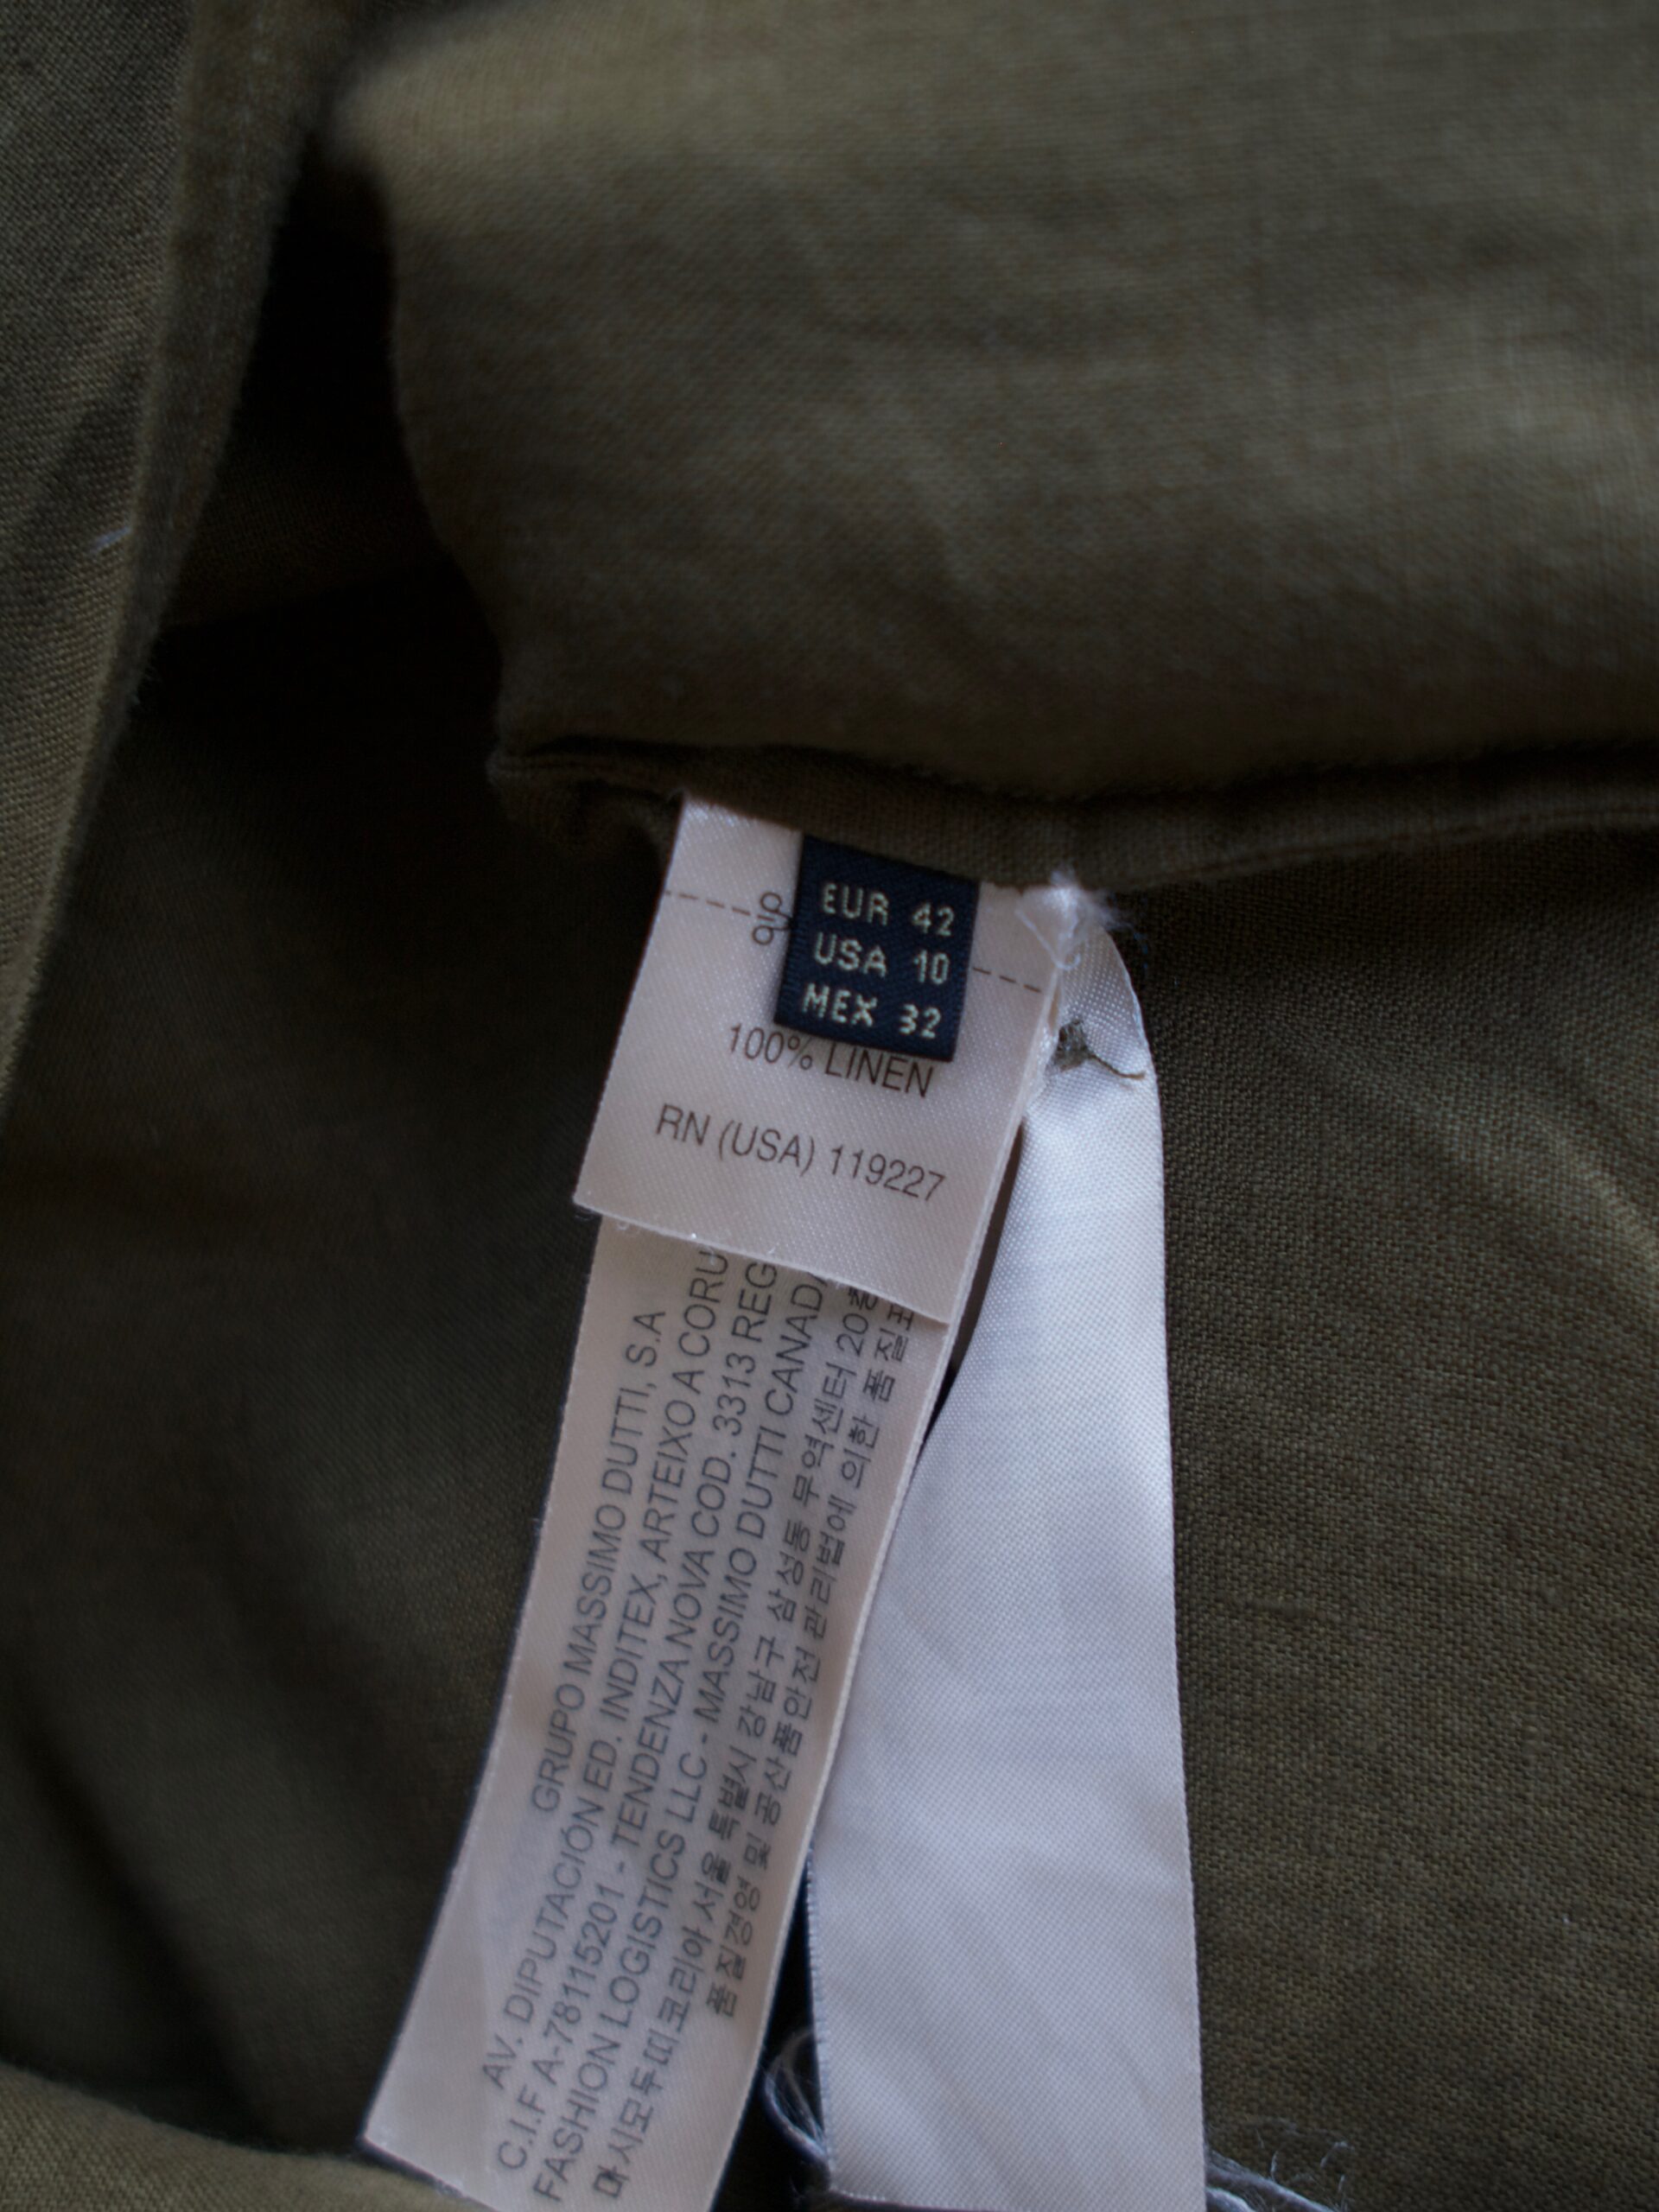 EUR 42
USA 10
MEX 32
100% LINEN
RN (USA) 119227
GRUPO MASSIMO DUTTI, S.A
AV. DIPUTACIÓN ED. INDITEX, ARTEIXO A CORU
C.I.F A-78115201 - TENDENZA NOVA COD. 3313 REG
FASHION LOGISTICS LLC - MASSIMO DUTTI CANADA
마시모두띠코리아 서울 특별시 강남구 삼성동 무역센터 20층
품질경영 및 공산품안전 관리법에 의한 품질표